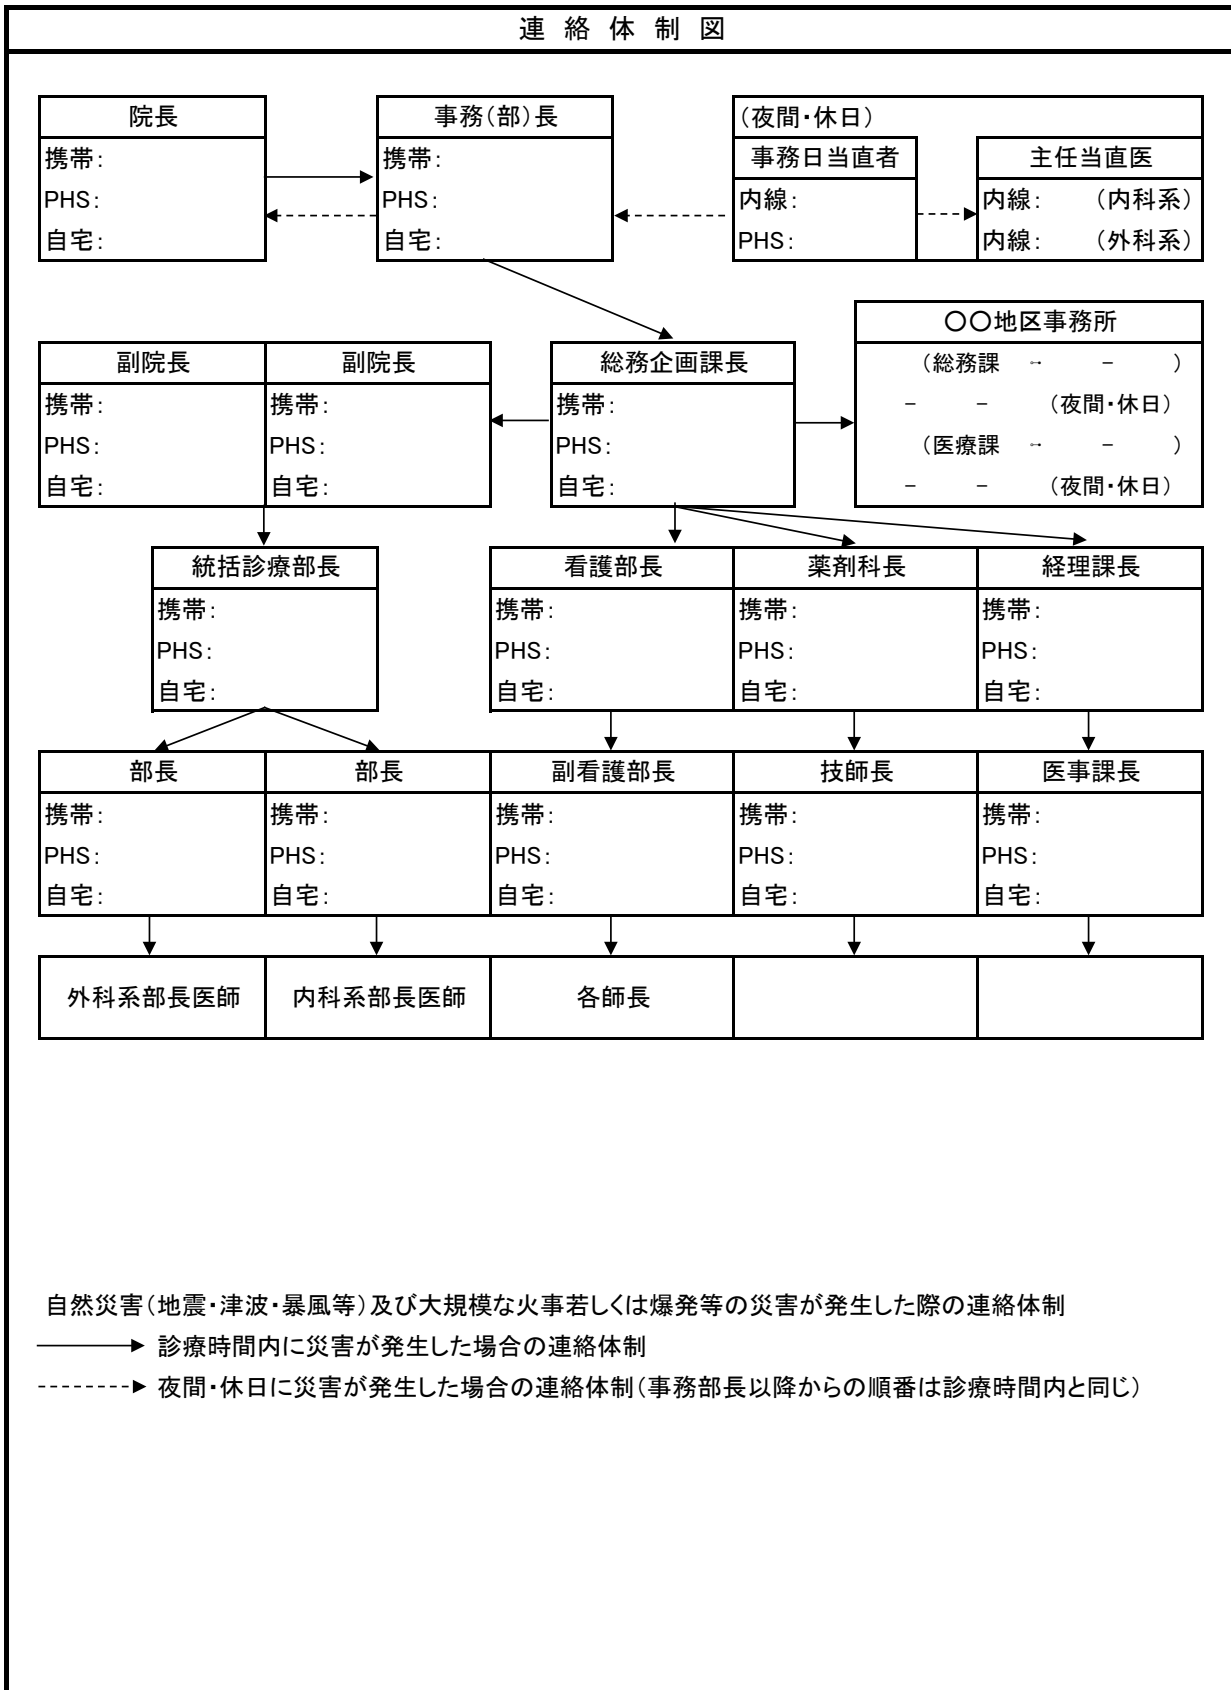 連 絡 体 制 図
院長
携帯：
PHS：
自宅：
事務（部）長
携帯：
PHS：
自宅：
（夜間・休日）
事務日当直者
内線：
PHS：
主任当直医
内線： （内科系）
内線： （外科系）
副院長
携帯：
PHS：
自宅：
副院長
携帯：
PHS：
自宅：
総務企画課長
携帯：
PHS：
自宅：
〇〇地区事務所
（総務課 -- － ）
－ － （夜間・休日）
（医療課 -- － ）
－ － （夜間・休日）
統括診療部長
携帯：
PHS：
自宅：
看護部長
携帯：
PHS：
自宅：
薬剤科長
携帯：
PHS：
自宅：
経理課長
携帯：
PHS：
自宅：
部長
携帯：
PHS：
自宅：
部長
携帯：
PHS：
自宅：
副看護部長
携帯：
PHS：
自宅：
技師長
携帯：
PHS：
自宅：
医事課長
携帯：
PHS：
自宅：
外科系部長医師
内科系部長医師
各師長
自然災害（地震・津波・暴風等）及び大規模な火事若しくは爆発等の災害が発生した際の連絡体制
診療時間内に災害が発生した場合の連絡体制
夜間・休日に災害が発生した場合の連絡体制（事務部長以降からの順番は診療時間内と同じ）